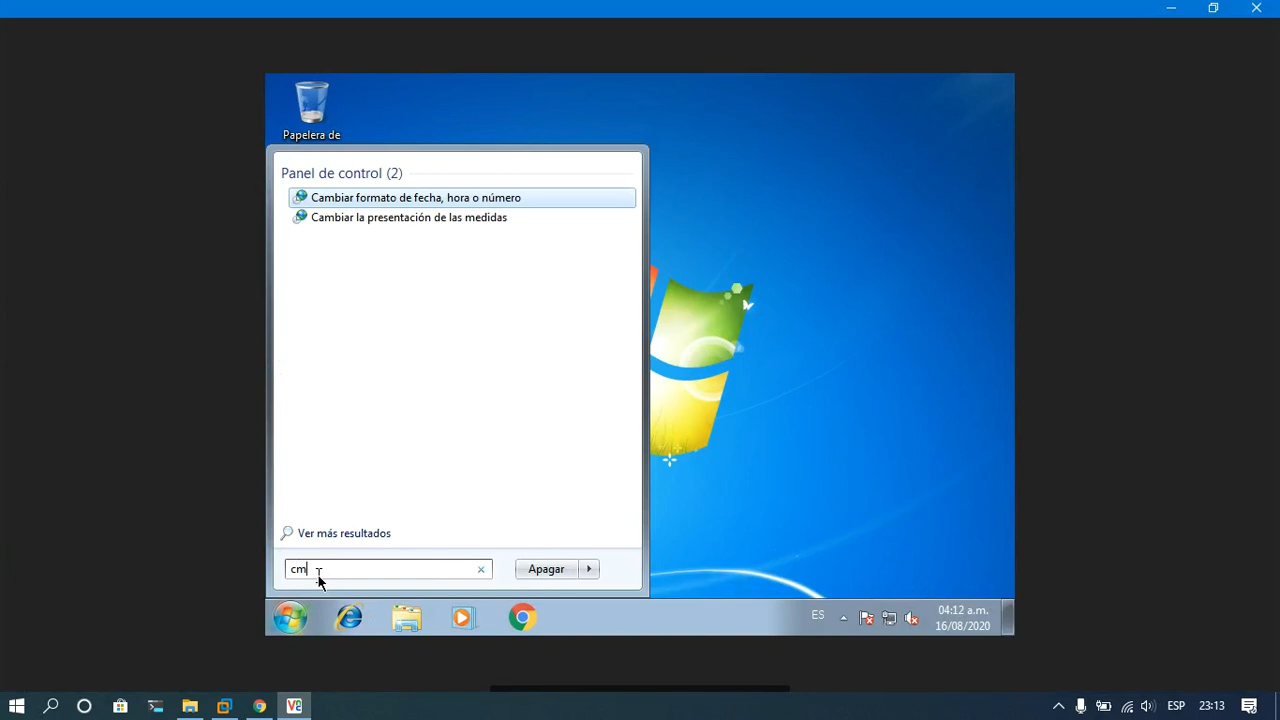 Papelera de
Panel de control (2)
Cambiar formato de fecha, hora o número
Cambiar la presentación de las medidas
Ver más resultados
cm
Apagar
ES
04:12 a.m.
16/08/2020
ESP
23:13